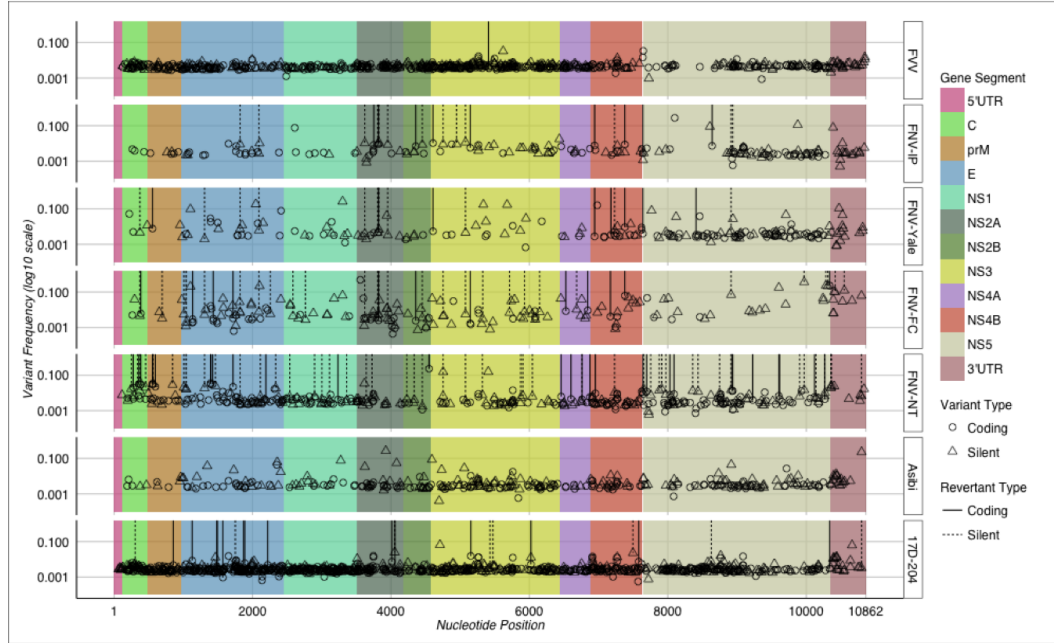 0.100
0.001
FVV
0.100
0.001
FNV-IP
0.100
0.001
FNV-Yale
0.100
0.001
FNV-FC
0.100
0.001
FNV-NT
0.100
0.001
Asibi
0.100
0.001
17D-204
Variant Frequency (log10 scale)
1 2000 4000 6000 8000 10000 10862
Nucleotide Position
Gene Segment
5'UTR
C
prM
E
NS1
NS2A
NS2B
NS3
NS4A
NS4B
NS5
3'UTR
Variant Type
Coding
Silent
Revertant Type
Coding
Silent